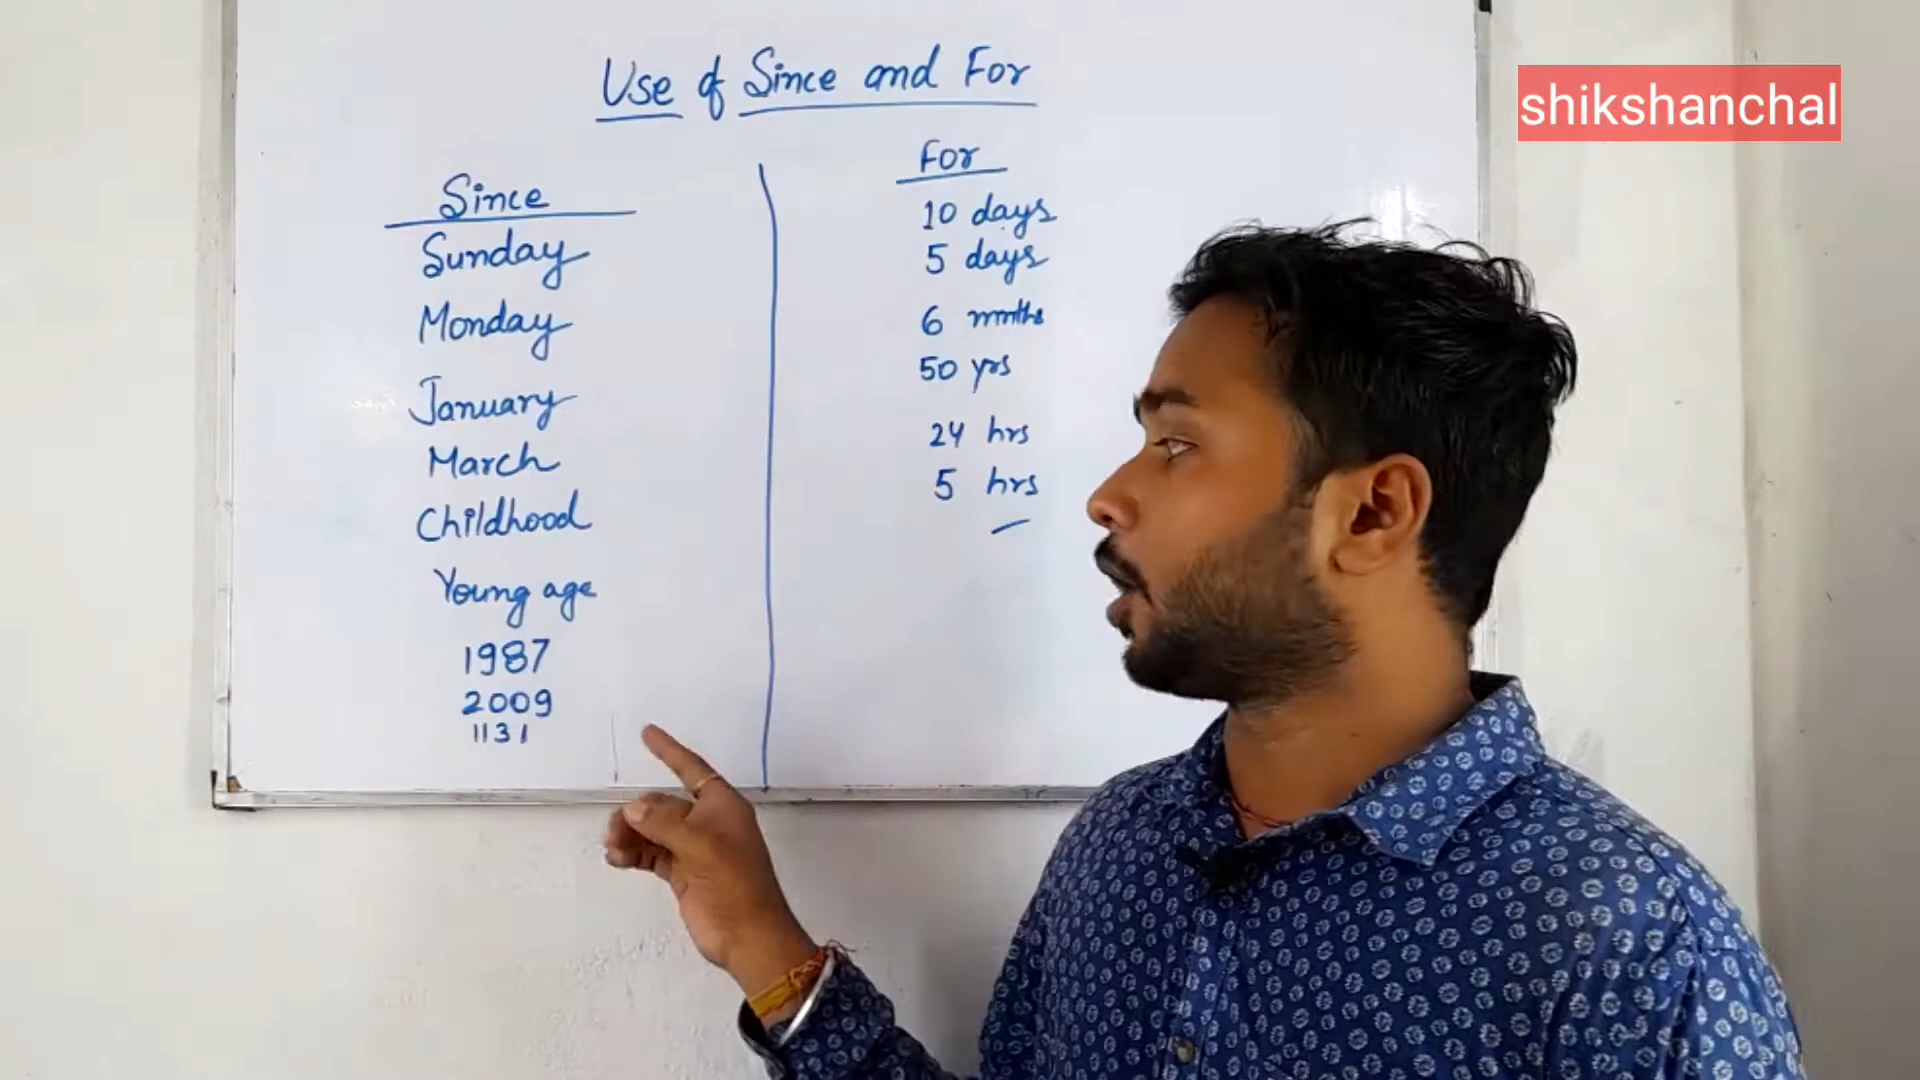 Use of Since and For
shikshanchal
Since
Sunday
Monday
January
March
Childhood
Young age
1987
2009
1131
For
10 days
5 days
6 months
50 yrs
24 hrs
5 hrs